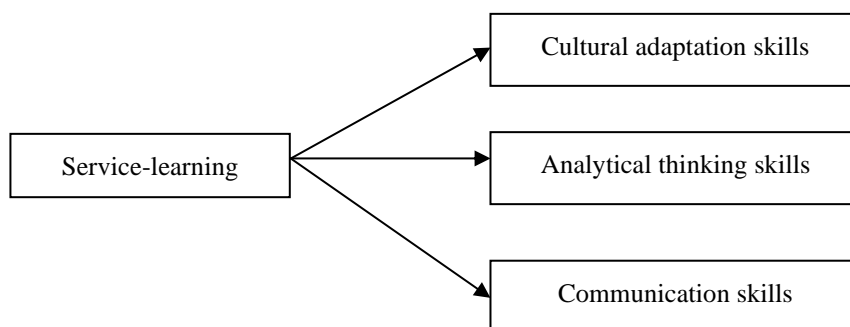 Cultural adaptation skills
Service-learning
Analytical thinking skills
Communication skills